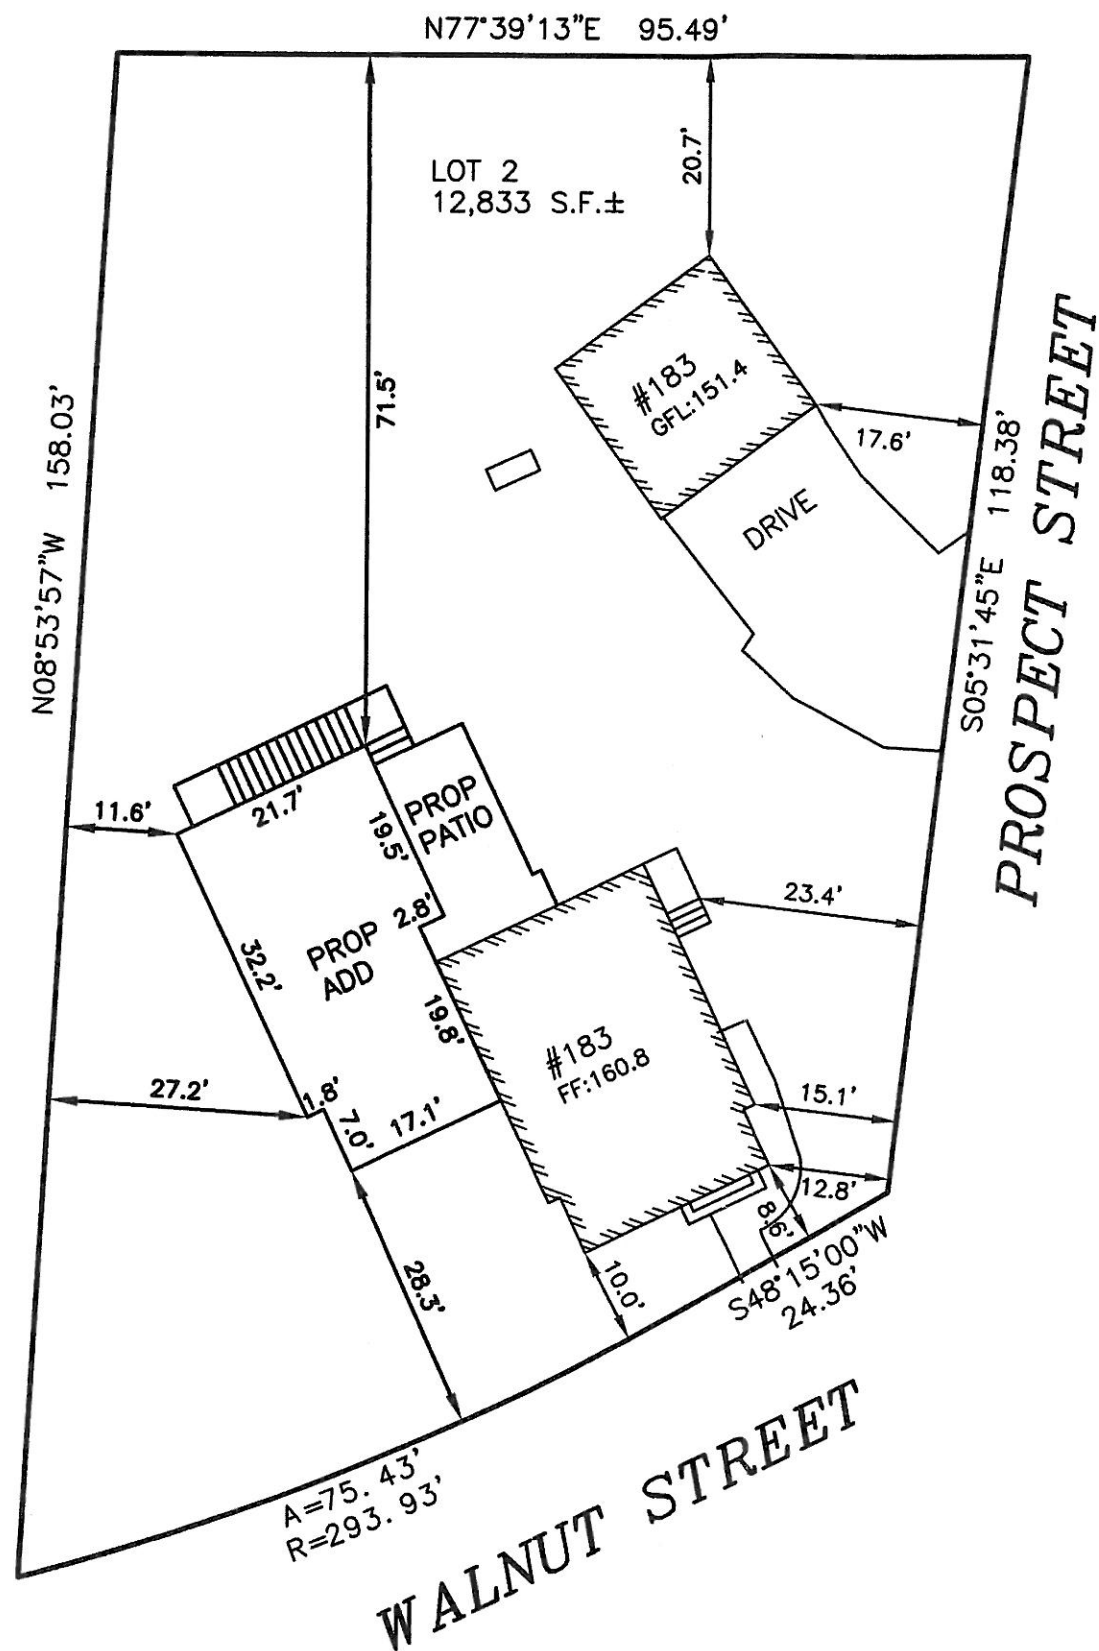 N77°39'13"E 95.49'
LOT 2
12,833 S.F.±
20.7'
71.5'
#183
GFL:151.4
17.6'
DRIVE
N08°53'57"W 158.03'
S05°31'45"E 118.38'
PROSPECT STREET
11.6'
21.7'
19.5'
PROP
PATIO
2.8'
23.4'
32.2'
PROP
ADD
19.8'
#183
FF:160.8
27.2'
1.8'
7.0'
17.1'
15.1'
12.8'
8.6'
28.3'
10.0'
S48°15'00"W
24.36'
A=75.43'
R=293.93'
WALNUT STREET